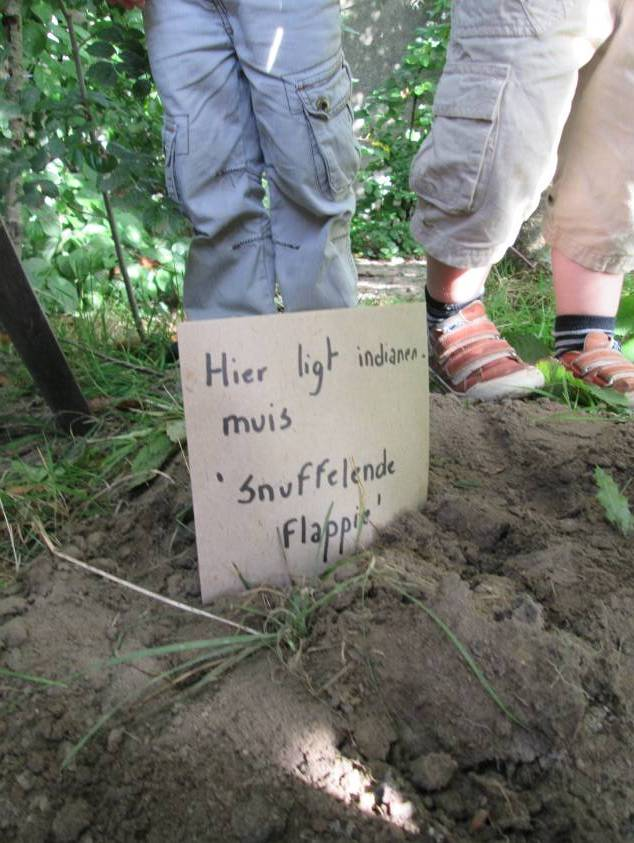 Hier ligt indianen.
muis
'Snuffelende
flappie'